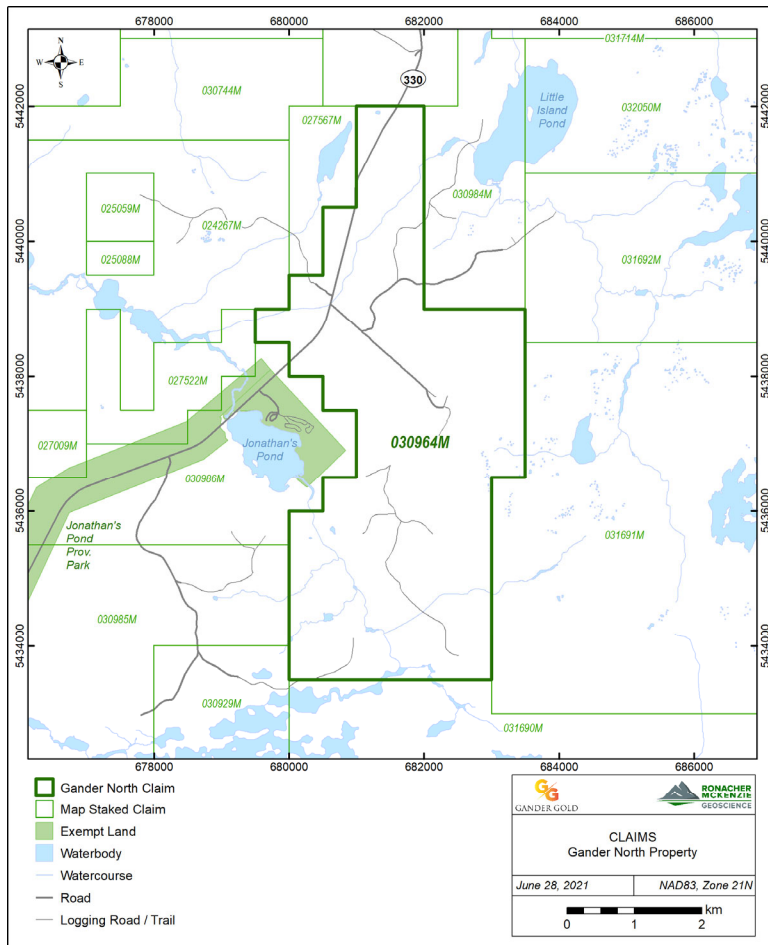 678000 680000 682000 684000 686000
N
W E
S
330
031714M
030744M
032050M
027567M
Little
Island
Pond
5442000
5442000
030984M
025059M
024267M
5440000
5440000
025088M
031692M
5438000
5438000
027522M
027009M
Jonathan's
Pond
030964M
030906M
5436000
5436000
Jonathan's
Pond
Prov.
Park
031691M
030985M
5434000
5434000
030929M
031690M
678000 680000 682000 684000 686000
Gander North Claim
Map Staked Claim
Exempt Land
Waterbody
Watercourse
Road
Logging Road / Trail
GG
GANDER GOLD
RONACHER
MCKENZIE
GEOSCIENCE
CLAIMS
Gander North Property
June 28, 2021 NAD83, Zone 21N
km
0 1 2